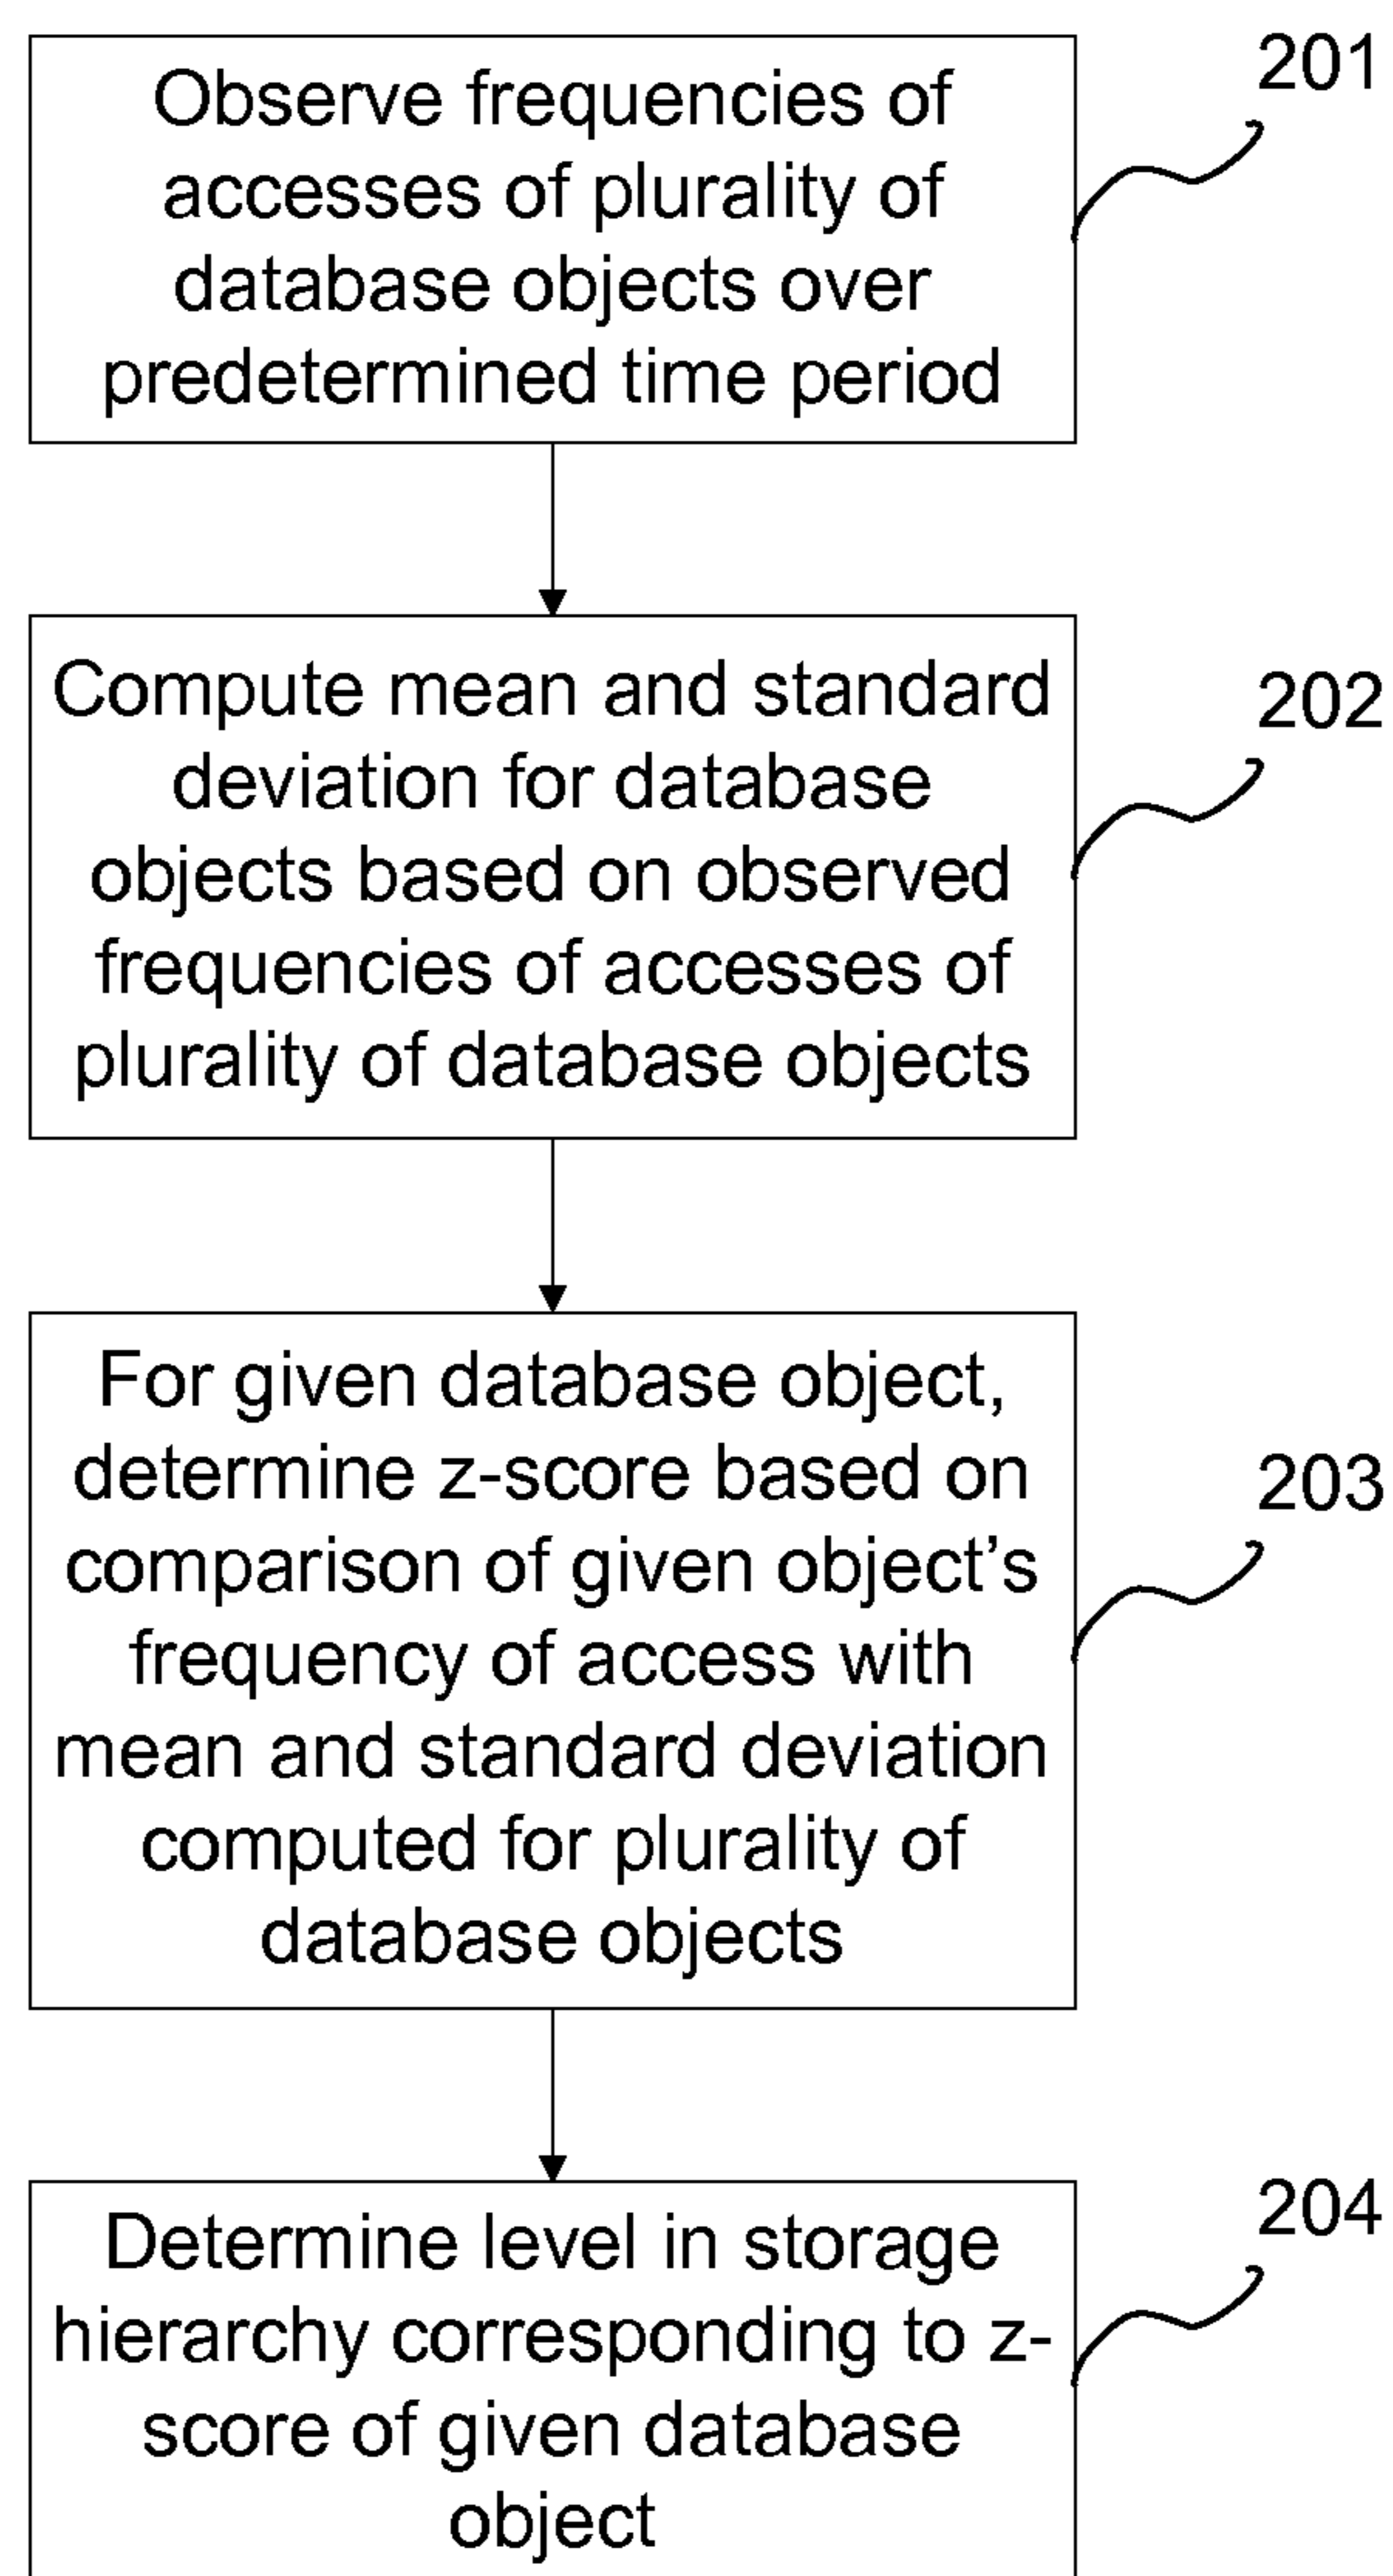 201
Observe frequencies of
accesses of plurality of
database objects over
predetermined time period
202
Compute mean and standard
deviation for database
objects based on observed
frequencies of accesses of
plurality of database objects
203
For given database object,
determine z-score based on
comparison of given object’s
frequency of access with
mean and standard deviation
computed for plurality of
database objects
204
Determine level in storage
hierarchy corresponding to z-
score of given database
object